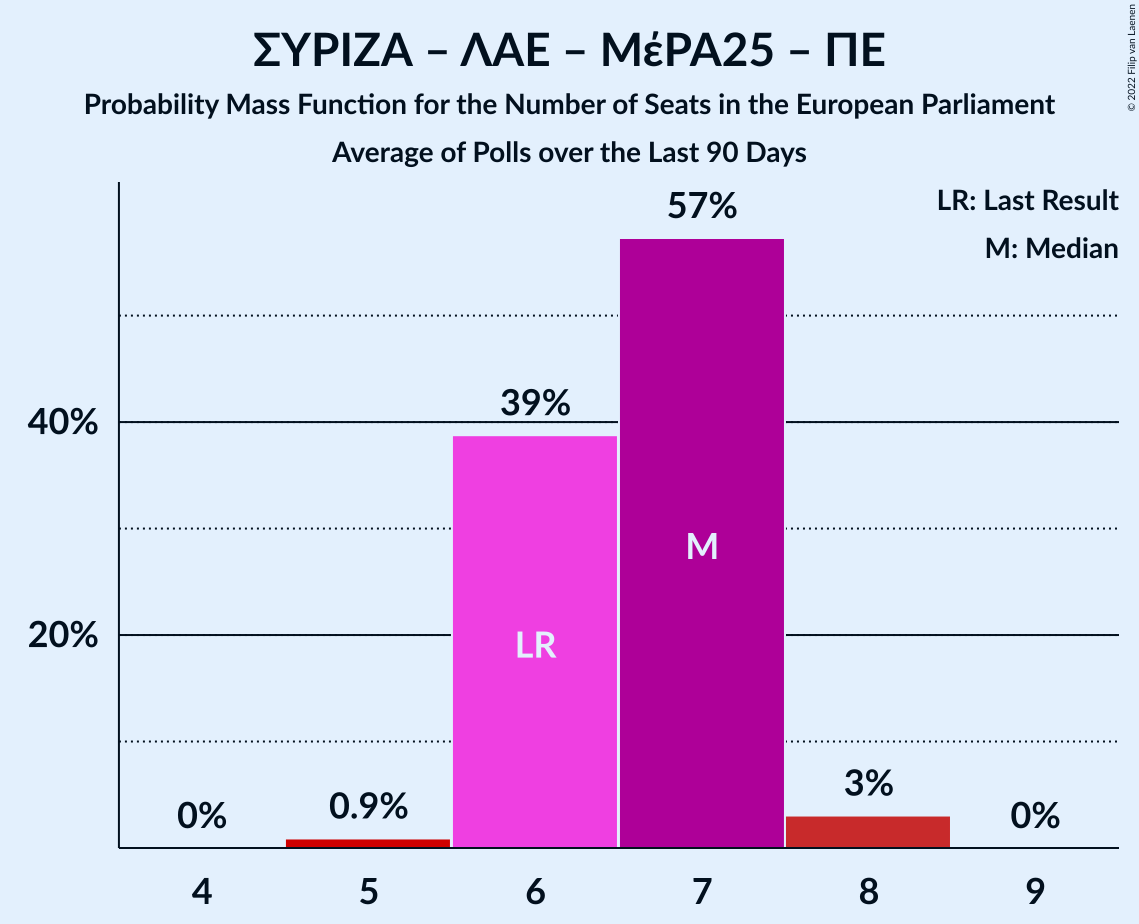 ΣΥΡΙΖΑ – ΛΑΕ – ΜέΡΑ25 – ΠΕ
Probability Mass Function for the Number of Seats in the European Parliament
Average of Polls over the Last 90 Days
© 2022 Filip van Laenen
LR: Last Result
M: Median
57%
39%
40%
M
LR
20%
3%
0.9%
0%
0%
4 5 6 7 8 9